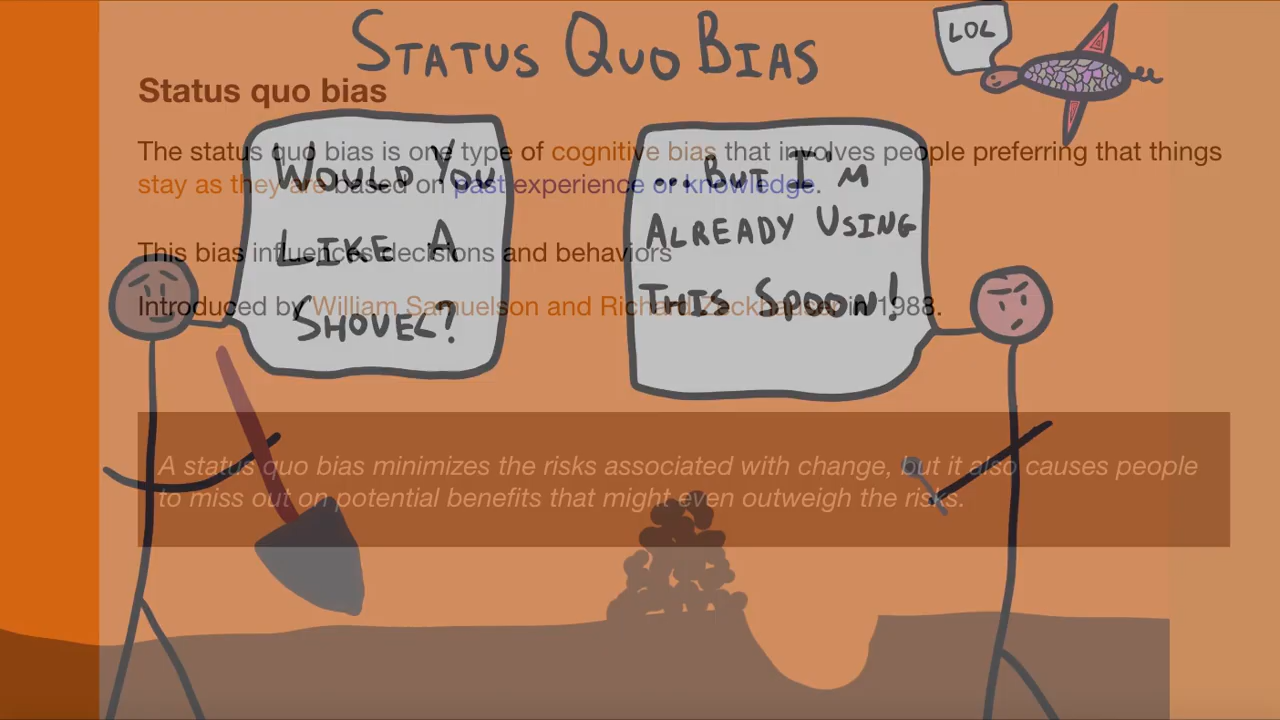 STATUS QUO BIAS
LOL
Status quo bias
The status quo bias is one type of cognitive bias that involves people preferring that things
stay as they are based on past experience or knowledge.
This bias influences decisions and behaviors
Introduced by William Samuelson and Richard Zeckhauser in 1988.
WOULD YOU
LIKE A
SHOVEL?
...BUT I'M
ALREADY USING
THIS SPOON!
A status quo bias minimizes the risks associated with change, but it also causes people
to miss out on potential benefits that might even outweigh the risks.